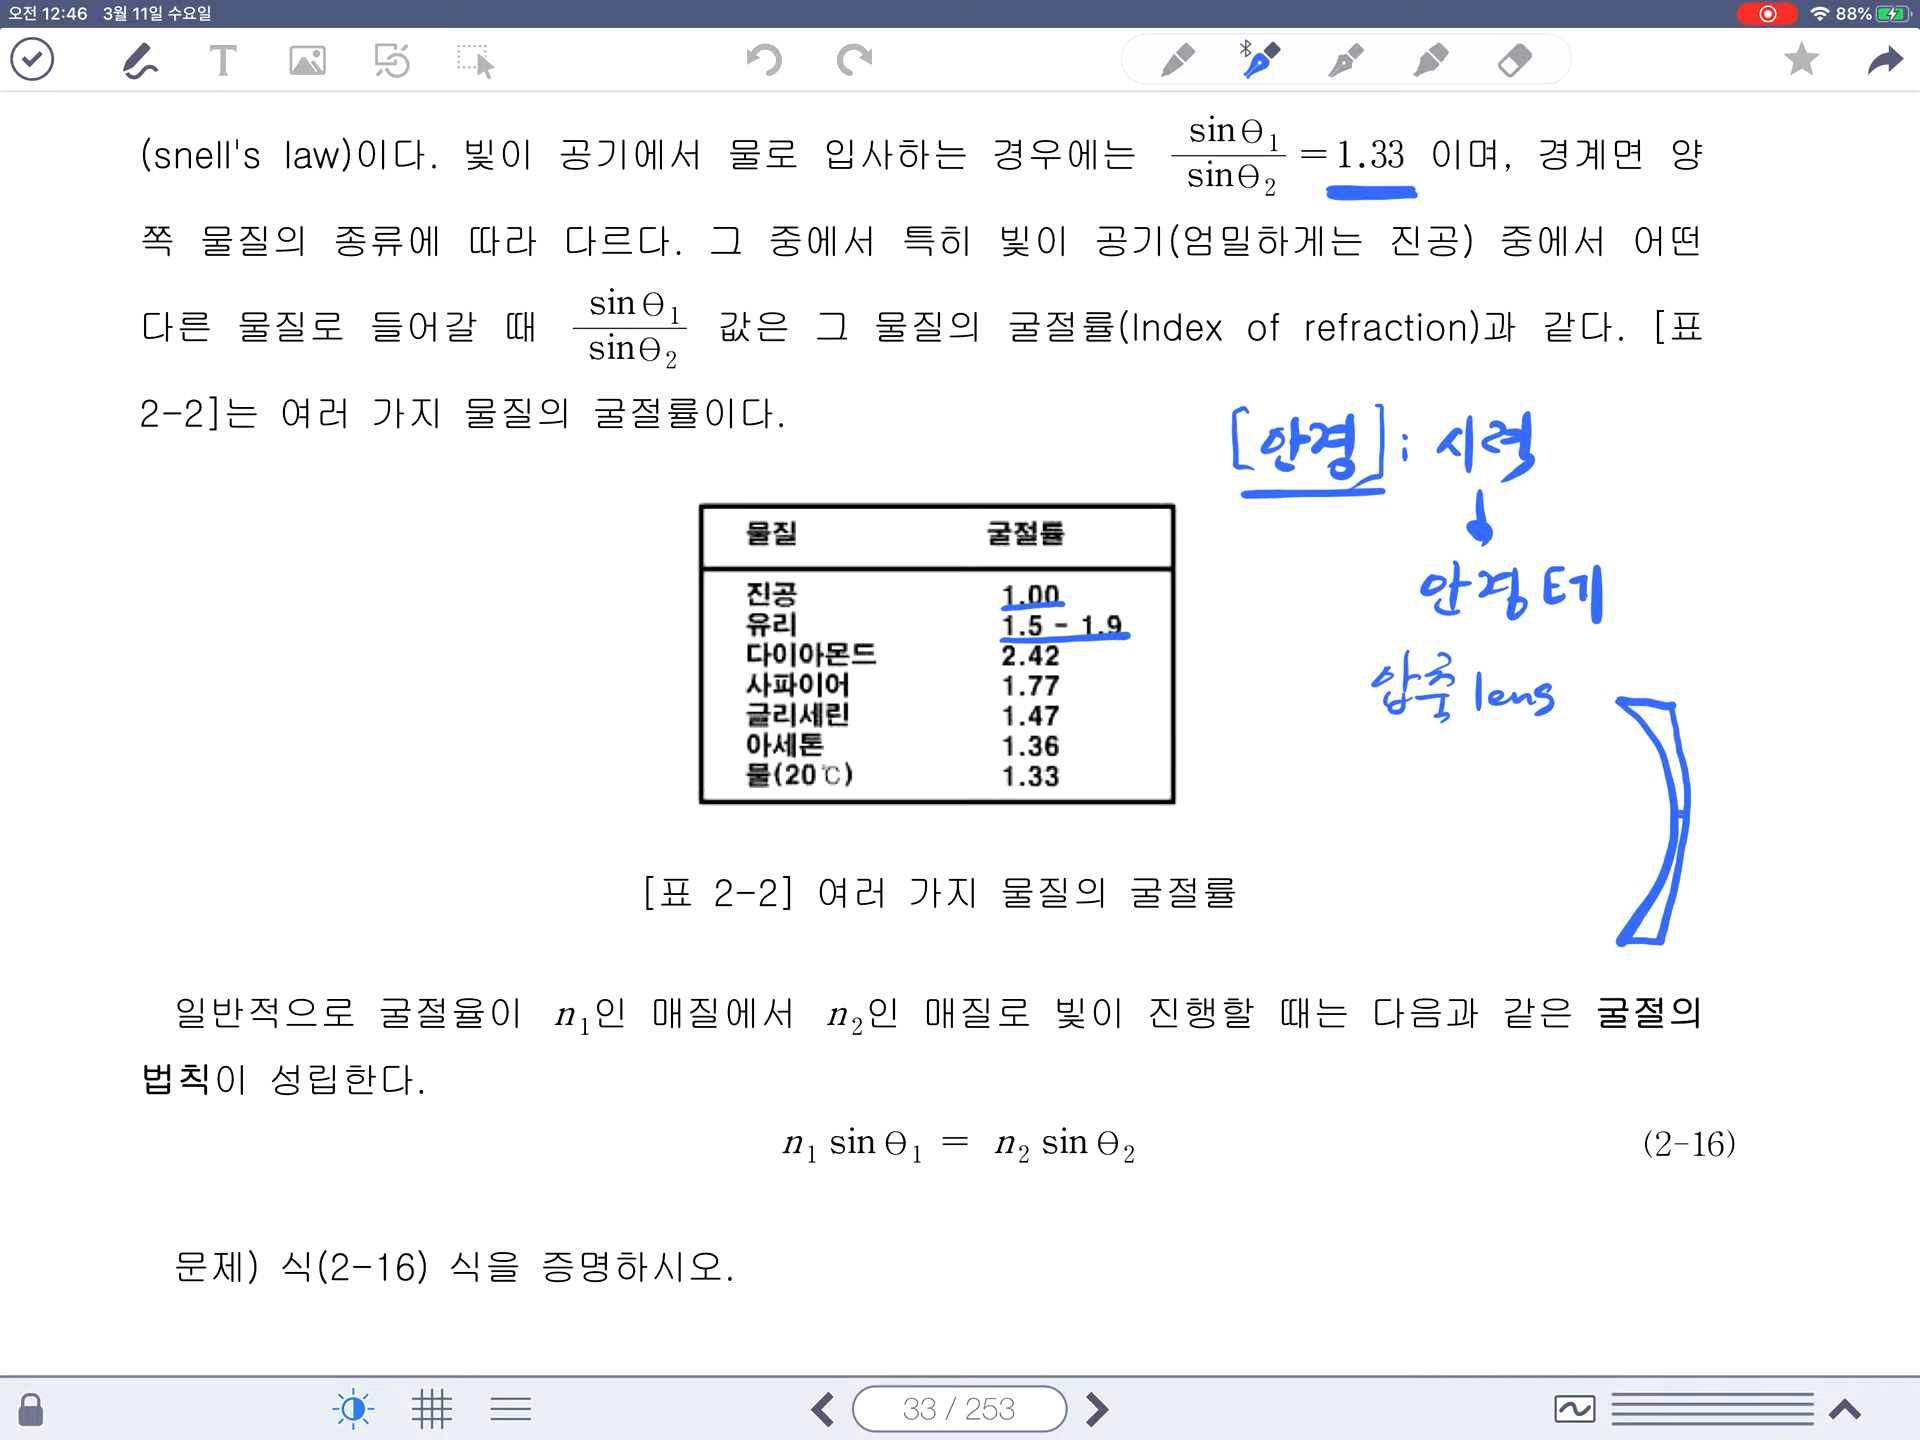 오전 12:46 3월 11일 수요일 88%
(snell's law)이다. 빛이 공기에서 물로 입사하는 경우에는 sinΘ₁/sinΘ₂ = 1.33 이며, 경계면 양
쪽 물질의 종류에 따라 다르다. 그 중에서 특히 빛이 공기(엄밀하게는 진공) 중에서 어떤
다른 물질로 들어갈 때 sinΘ₁/sinΘ₂ 값은 그 물질의 굴절률(Index of refraction)과 같다. [표
2-2]는 여러 가지 물질의 굴절률이다.
[안경] : 시력
안경테
압축 lens
물질 굴절률
진공 1.00
유리 1.5 - 1.9
다이아몬드 2.42
사파이어 1.77
글리세린 1.47
아세톤 1.36
물(20℃) 1.33
[표 2-2] 여러 가지 물질의 굴절률
일반적으로 굴절율이 n₁인 매질에서 n₂인 매질로 빛이 진행할 때는 다음과 같은 굴절의
법칙이 성립한다.
n₁ sinΘ₁ = n₂ sinΘ₂ (2-16)
문제) 식(2-16) 식을 증명하시오.
33 / 253